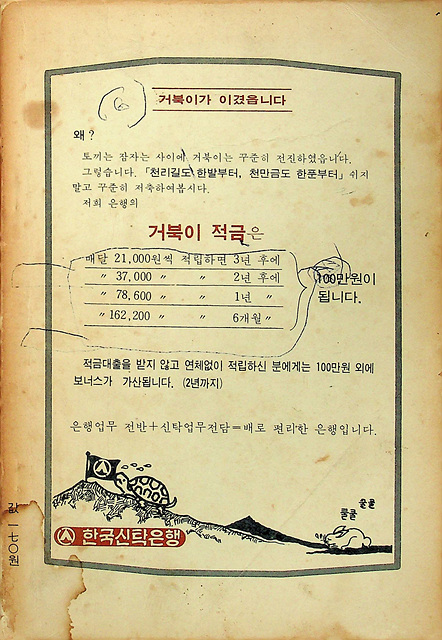 거북이가 이겼읍니다
왜?
토끼는 잠자는 사이에 거북이는 꾸준히 전진하였읍니다.
그렇습니다. 「천리길도 한발부터, 천만금도 한푼부터」 쉬지
말고 꾸준히 저축하여봅시다.
저희 은행의
거북이 적금은
매달 21,000원씩 적립하면 3년 후에
〃 37,000 〃 〃 2년 후에
〃 78,600 〃 〃 1년 〃
〃 162,200 〃 〃 6개월 〃
100만원이
됩니다.
적금대출을 받지 않고 연체없이 적립하신 분에게는 100만원 외에
보너스가 가산됩니다. (2년까지)
은행업무 전반+신탁업무전담=배로 편리한 은행입니다.
쿨쿨
쿨쿨
한국신탁은행
값 一七〇원